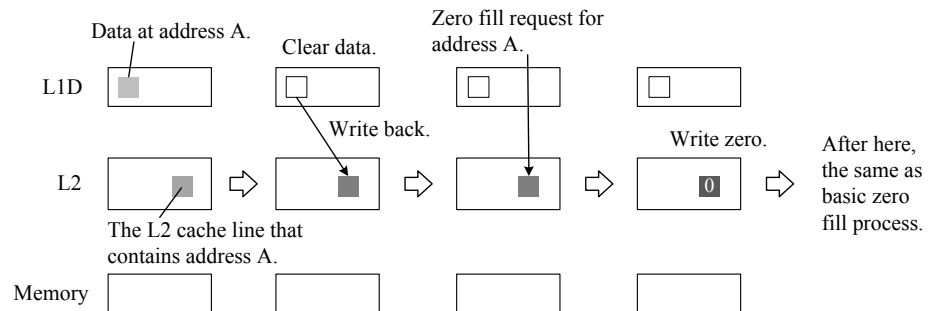 Data at address A.
Clear data.
Zero fill request for
address A.
L1D
Write back.
Write zero.
L2
0
After here,
the same as
basic zero
fill process.
The L2 cache line that
contains address A.
Memory